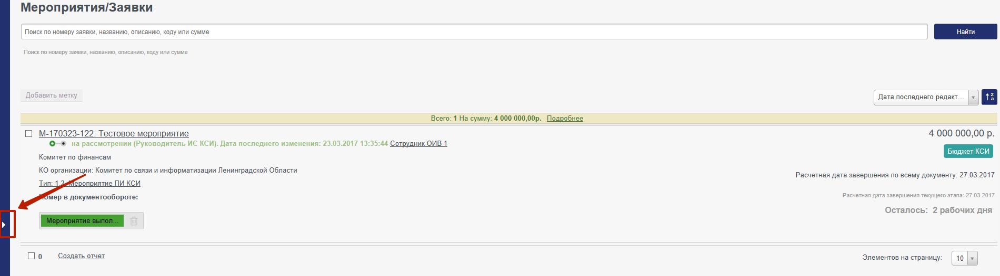 Мероприятия/Заявки
Поиск по номеру заявки, названию, описанию, коду или сумме
Найти
Поиск по номеру заявки, названию, описанию, коду или сумме
Добавить метку
Дата последнего редакт...
z
a
Всего: 1 На сумму: 4 000 000,00р. Подробнее
М-170323-122: Тестовое мероприятие
4 000 000,00 р.
на рассмотрении (Руководитель ИС КСИ). Дата последнего изменения: 23.03.2017 13:35:44 Сотрудник ОИВ 1
Бюджет КСИ
Комитет по финансам
КО организации: Комитет по связи и информатизации Ленинградской Области
Расчетная дата завершения по всему документу: 27.03.2017
Тип: 1.2. Мероприятие ПИ КСИ
Расчетная дата завершения текущего этапа: 27.03.2017
Номер в документообороте:
Осталось: 2 рабочих дня
Мероприятие выпол...
0
Создать отчет
Элементов на страницу:
10